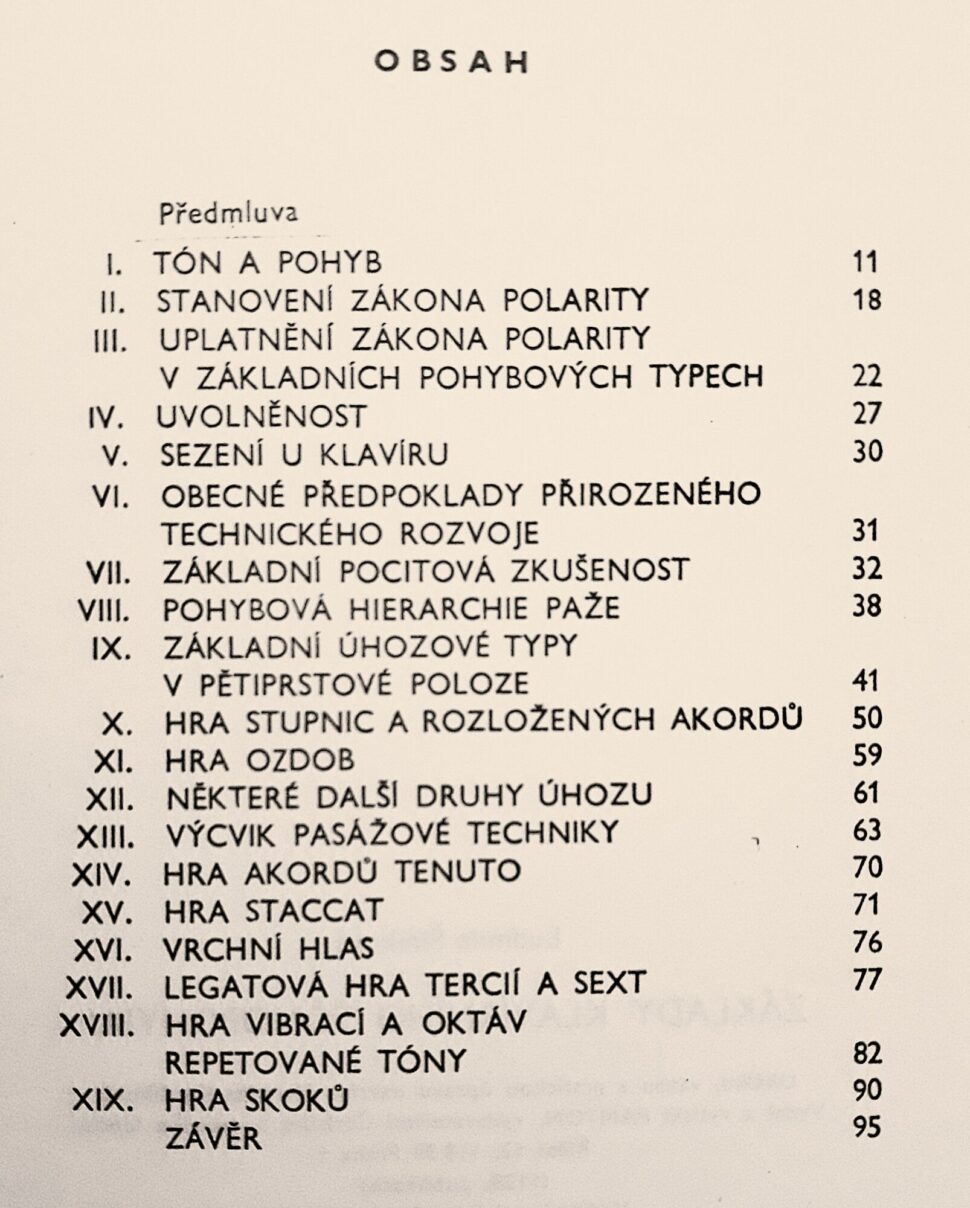 OBSAH
Předmluva
I. TÓN A POHYB 11
II. STANOVENÍ ZÁKONA POLARITY 18
III. UPLATNĚNÍ ZÁKONA POLARITY
V ZÁKLADNÍCH POHYBOVÝCH TYPECH 22
IV. UVOLNĚNOST 27
V. SEZENÍ U KLAVÍRU 30
VI. OBECNÉ PŘEDPOKLADY PŘIROZENÉHO
TECHNICKÉHO ROZVOJE 31
VII. ZÁKLADNÍ POCITOVÁ ZKUŠENOST 32
VIII. POHYBOVÁ HIERARCHIE PAŽE 38
IX. ZÁKLADNÍ ÚHOZOVÉ TYPY
V PĚTIPRSTOVÉ POLOZE 41
X. HRA STUPNIC A ROZLOŽENÝCH AKORDŮ 50
XI. HRA OZDOB 59
XII. NĚKTERÉ DALŠÍ DRUHY ÚHOZU 61
XIII. VÝCVIK PASÁŽOVÉ TECHNIKY 63
XIV. HRA AKORDŮ TENUTO 70
XV. HRA STACCAT 71
XVI. VRCHNÍ HLAS 76
XVII. LEGATOVÁ HRA TERCIÍ A SEXT 77
XVIII. HRA VIBRACÍ A OKTÁV
REPETOVANÉ TÓNY 82
XIX. HRA SKOKŮ 90
ZÁVĚR 95